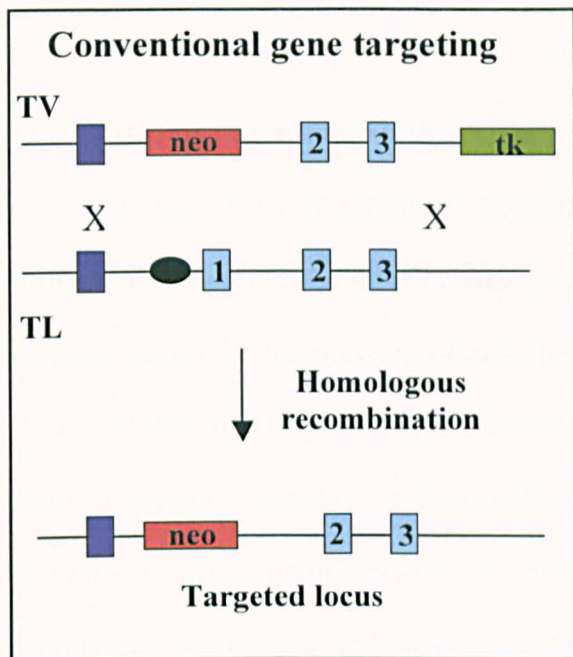 Conventional gene targeting
TV
neo 2 3 tk
X X
1 2 3
TL
Homologous
recombination
neo 2 3
Targeted locus